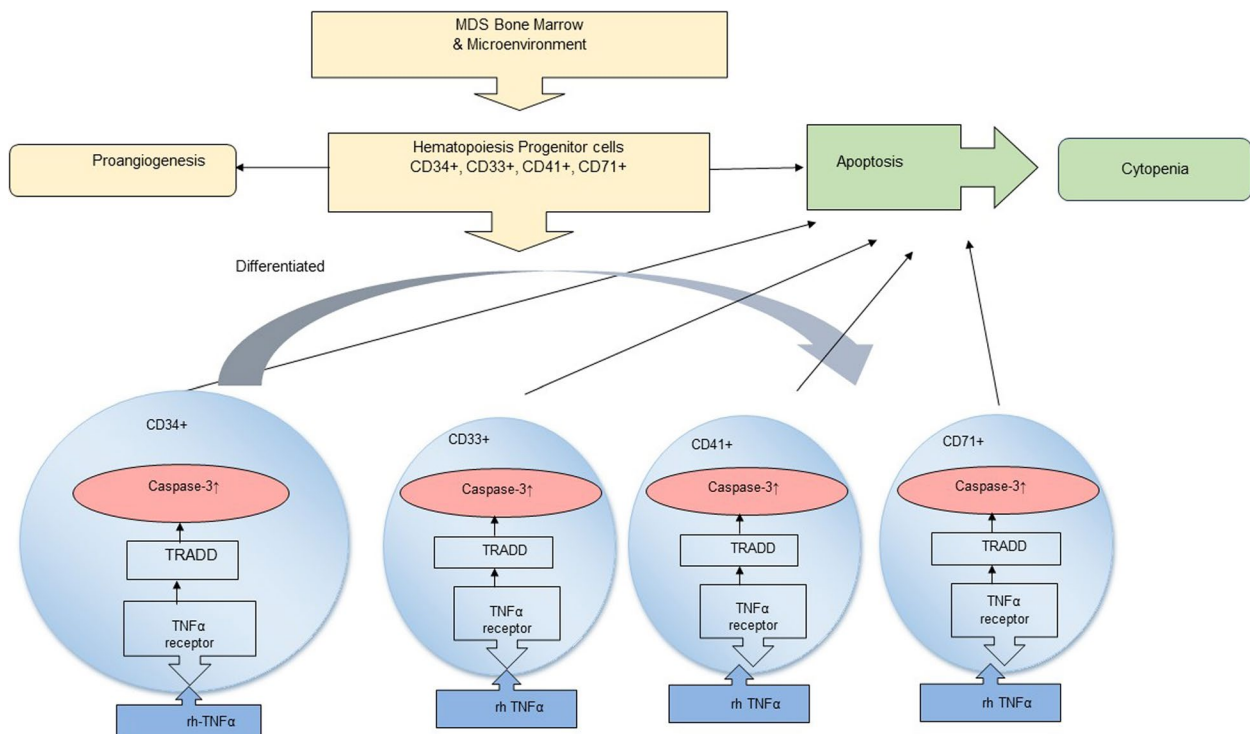 MDS Bone Marrow
& Microenvironment
Proangiogenesis
Hematopoiesis Progenitor cells
CD34+, CD33+, CD41+, CD71+
Apoptosis
Cytopenia
Differentiated
CD34+
Caspase-3↑
TRADD
TNFα
receptor
rh-TNFα
CD33+
Caspase-3↑
TRADD
TNFα
receptor
rh TNFα
CD41+
Caspase-3↑
TRADD
TNFα
receptor
rh TNFα
CD71+
Caspase-3↑
TRADD
TNFα
receptor
rh TNFα